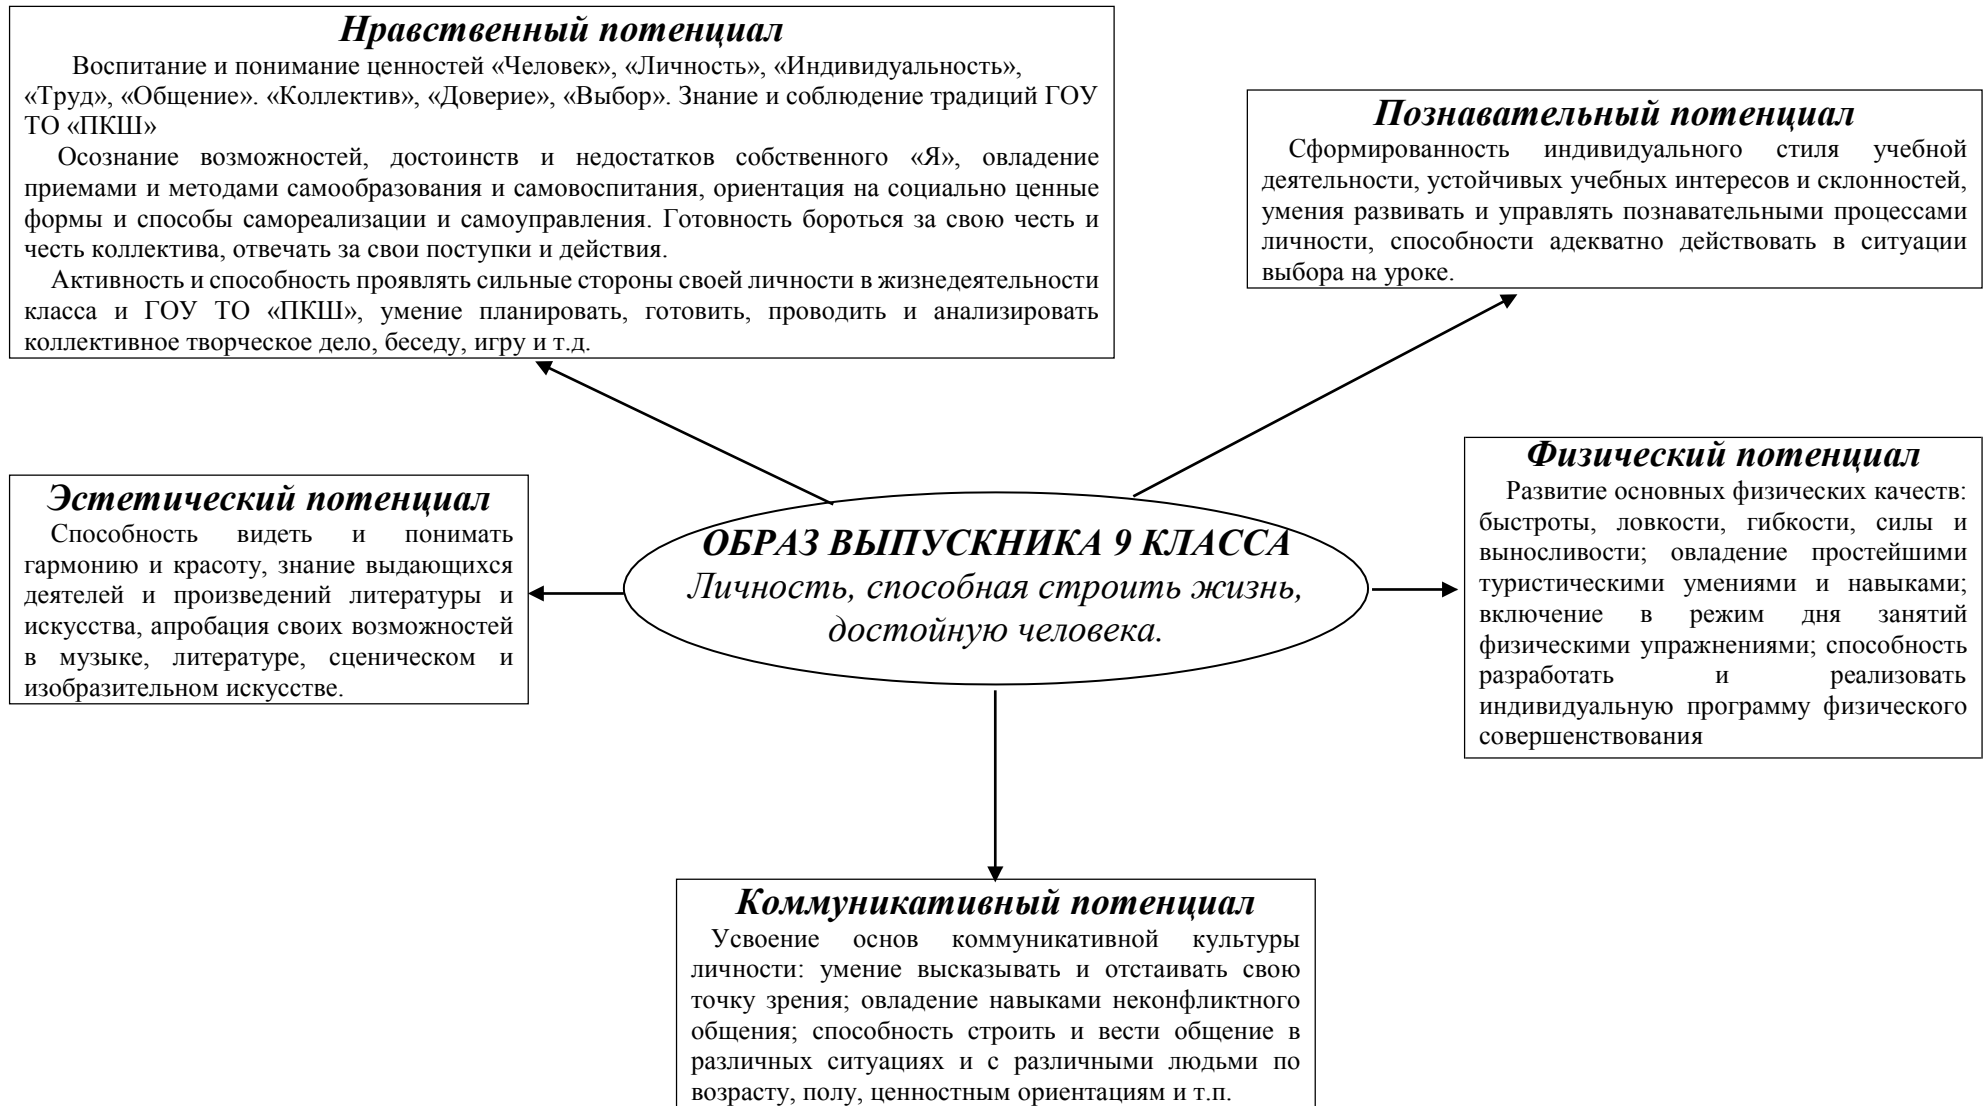 Нравственный потенциал
Воспитание и понимание ценностей «Человек», «Личность», «Индивидуальность»,
«Труд», «Общение». «Коллектив», «Доверие», «Выбор». Знание и соблюдение традиций ГОУ
ТО «ПКШ»
Осознание возможностей, достоинств и недостатков собственного «Я», овладение
приемами и методами самообразования и самовоспитания, ориентация на социально ценные
формы и способы самореализации и самоуправления. Готовность бороться за свою честь и
честь коллектива, отвечать за свои поступки и действия.
Активность и способность проявлять сильные стороны своей личности в жизнедеятельности
класса и ГОУ ТО «ПКШ», умение планировать, готовить, проводить и анализировать
коллективное творческое дело, беседу, игру и т.д.
Познавательный потенциал
Сформированность индивидуального стиля учебной
деятельности, устойчивых учебных интересов и склонностей,
умения развивать и управлять познавательными процессами
личности, способности адекватно действовать в ситуации
выбора на уроке.
Эстетический потенциал
Способность видеть и понимать
гармонию и красоту, знание выдающихся
деятелей и произведений литературы и
искусства, апробация своих возможностей
в музыке, литературе, сценическом и
изобразительном искусстве.
ОБРАЗ ВЫПУСКНИКА 9 КЛАССА
Личность, способная строить жизнь,
достойную человека.
Физический потенциал
Развитие основных физических качеств:
быстроты, ловкости, гибкости, силы и
выносливости; овладение простейшими
туристическими умениями и навыками;
включение в режим дня занятий
физическими упражнениями; способность
разработать и реализовать
индивидуальную программу физического
совершенствования
Коммуникативный потенциал
Усвоение основ коммуникативной культуры
личности: умение высказывать и отстаивать свою
точку зрения; овладение навыками неконфликтного
общения; способность строить и вести общение в
различных ситуациях и с различными людьми по
возрасту, полу, ценностным ориентациям и т.п.